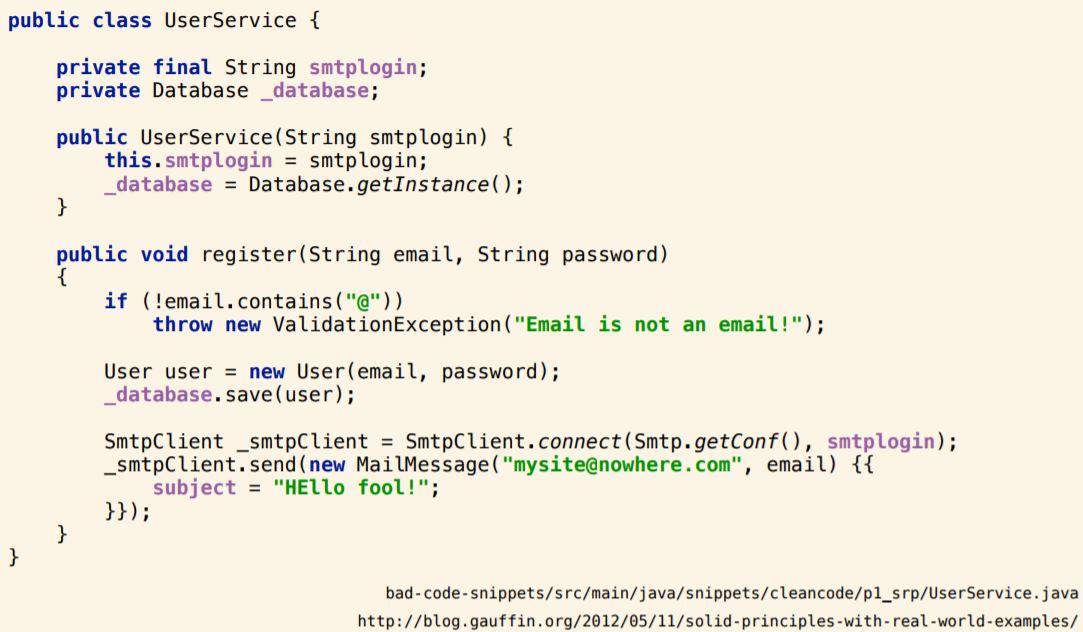 public class UserService {
private final String smtplogin;
private Database _database;
public UserService(String smtplogin) {
this.smtplogin = smtplogin;
_database = Database.getInstance();
}
public void register(String email, String password)
{
if (!email.contains("@"))
throw new ValidationException("Email is not an email!");
User user = new User(email, password);
_database.save(user);
SmtpClient _smtpClient = SmtpClient.connect(Smtp.getConf(), smtplogin);
_smtpClient.send(new MailMessage("mysite@nowhere.com", email) {{
subject = "HEllo fool!";
}});
}
}
bad-code-snippets/src/main/java/snippets/cleancode/p1_srp/UserService.java
http://blog.gauffin.org/2012/05/11/solid-principles-with-real-world-examples/